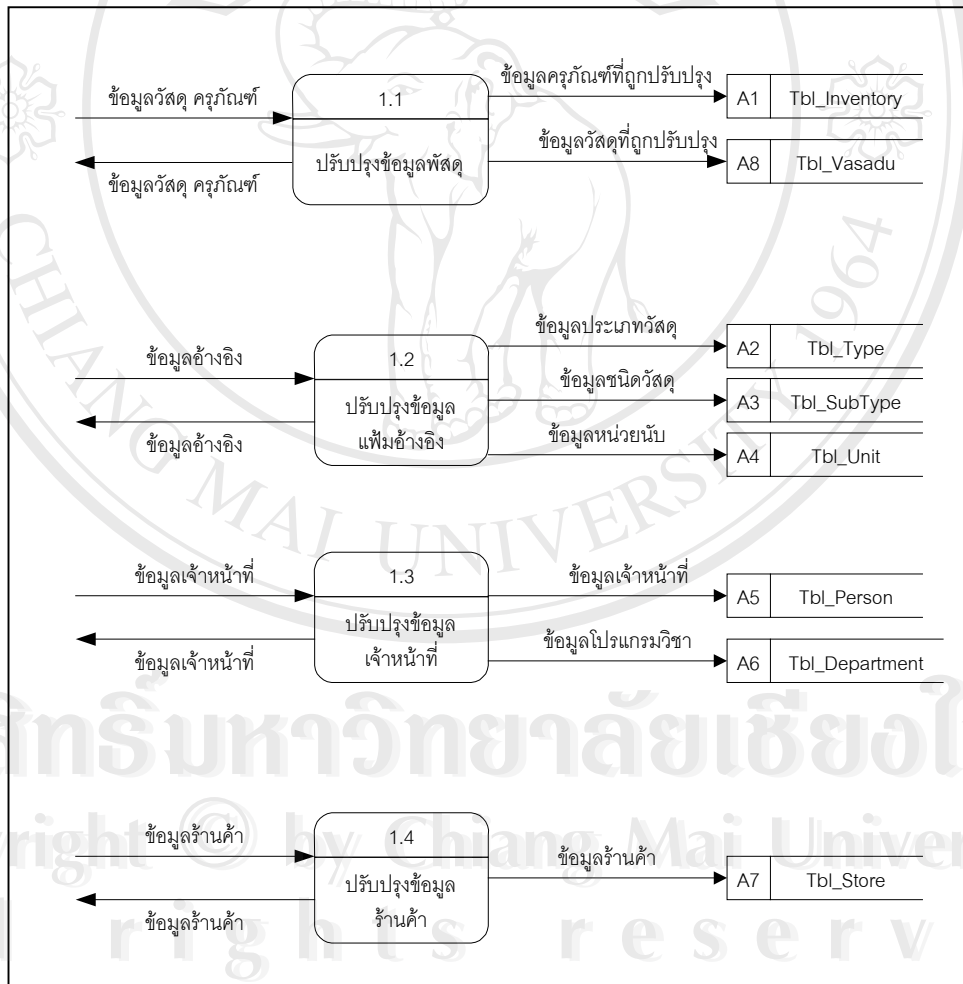 ข้อมูลวัสดุ ครุภัณฑ์
ข้อมูลวัสดุ ครุภัณฑ์
1.1
ปรับปรุงข้อมูลพัสดุ
ข้อมูลครุภัณฑ์ที่ถูกปรับปรุง
A1 Tbl_Inventory
ข้อมูลวัสดุที่ถูกปรับปรุง
A8 Tbl_Vasadu
ข้อมูลอ้างอิง
ข้อมูลอ้างอิง
1.2
ปรับปรุงข้อมูล
แฟ้มอ้างอิง
ข้อมูลประเภทวัสดุ
A2 Tbl_Type
ข้อมูลชนิดวัสดุ
A3 Tbl_SubType
ข้อมูลหน่วยนับ
A4 Tbl_Unit
ข้อมูลเจ้าหน้าที่
ข้อมูลเจ้าหน้าที่
1.3
ปรับปรุงข้อมูล
เจ้าหน้าที่
ข้อมูลเจ้าหน้าที่
A5 Tbl_Person
ข้อมูลโปรแกรมวิชา
A6 Tbl_Department
ข้อมูลร้านค้า
ข้อมูลร้านค้า
1.4
ปรับปรุงข้อมูล
ร้านค้า
ข้อมูลร้านค้า
A7 Tbl_Store
CHIANG MAI UNIVERSITY 1964
สิทธิ์มหาวิทยาลัยเชียงใ
right © by Chiang Mai Univer
rights reserv